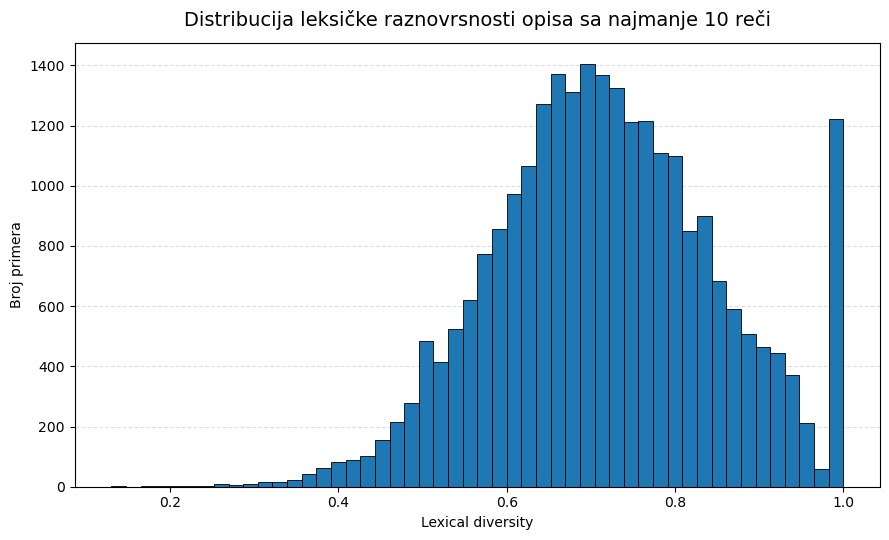 Distribucija leksičke raznovrsnosti opisa sa najmanje 10 reči
Broj primera
1400
1200
1000
800
600
400
200
0
0.2 0.4 0.6 0.8 1.0
Lexical diversity